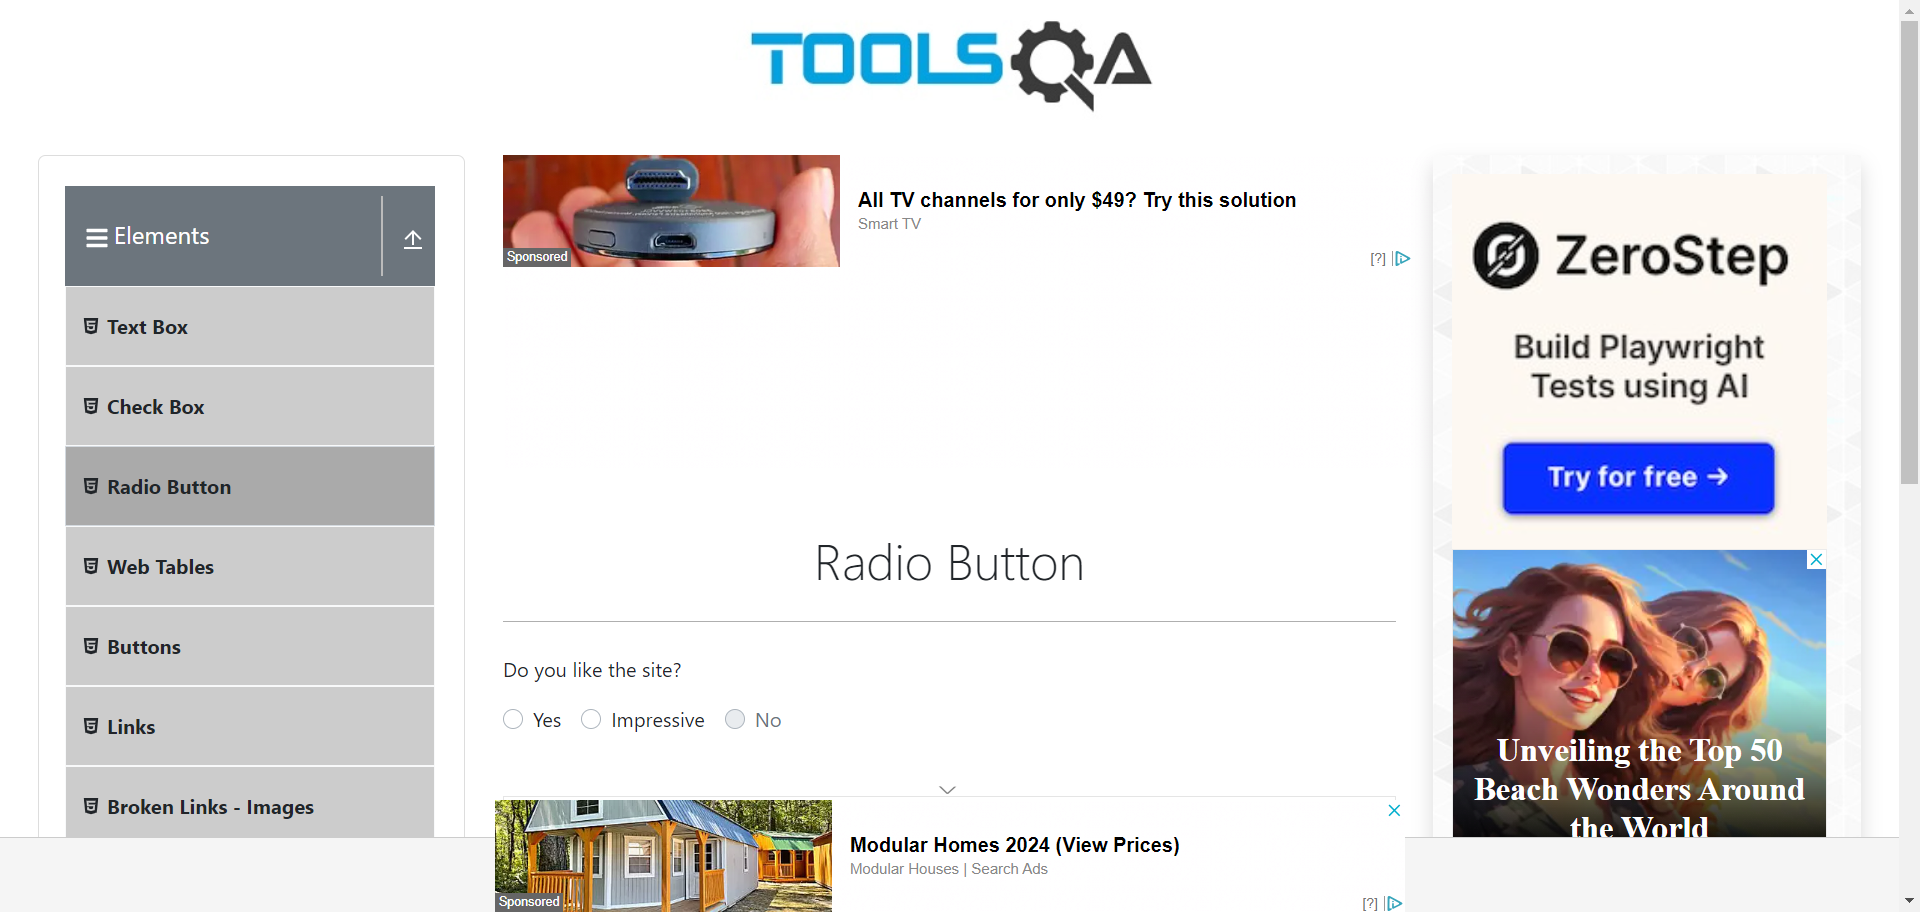 TOOLSQA
Elements
Text Box
Check Box
Radio Button
Web Tables
Buttons
Links
Broken Links - Images
Sponsored
All TV channels for only $49? Try this solution
Smart TV
[?]
Radio Button
Do you like the site?
Yes
Impressive
No
Sponsored
Modular Homes 2024 (View Prices)
Modular Houses | Search Ads
[?]
ZeroStep
Build Playwright
Tests using AI
Try for free →
Unveiling the Top 50
Beach Wonders Around
the World